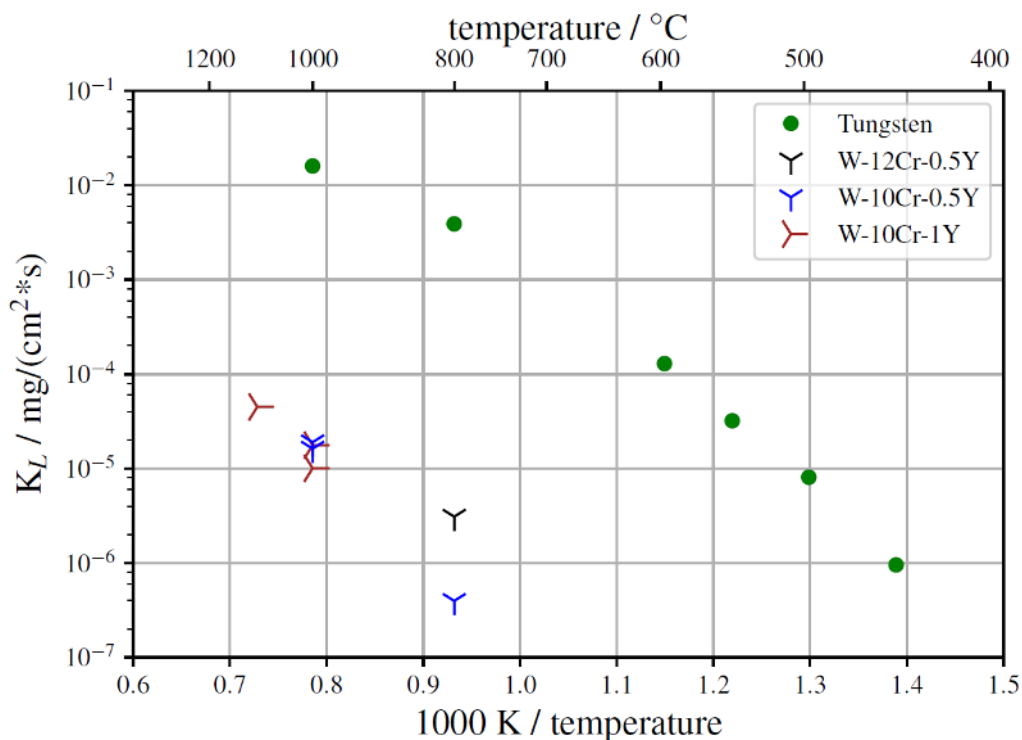 temperature / °C
1200 1000 800 700 600 500 400
K_L / mg/(cm²*s)
10⁻¹
10⁻²
10⁻³
10⁻⁴
10⁻⁵
10⁻⁶
10⁻⁷
Tungsten
W-12Cr-0.5Y
W-10Cr-0.5Y
W-10Cr-1Y
0.6 0.7 0.8 0.9 1.0 1.1 1.2 1.3 1.4 1.5
1000 K / temperature